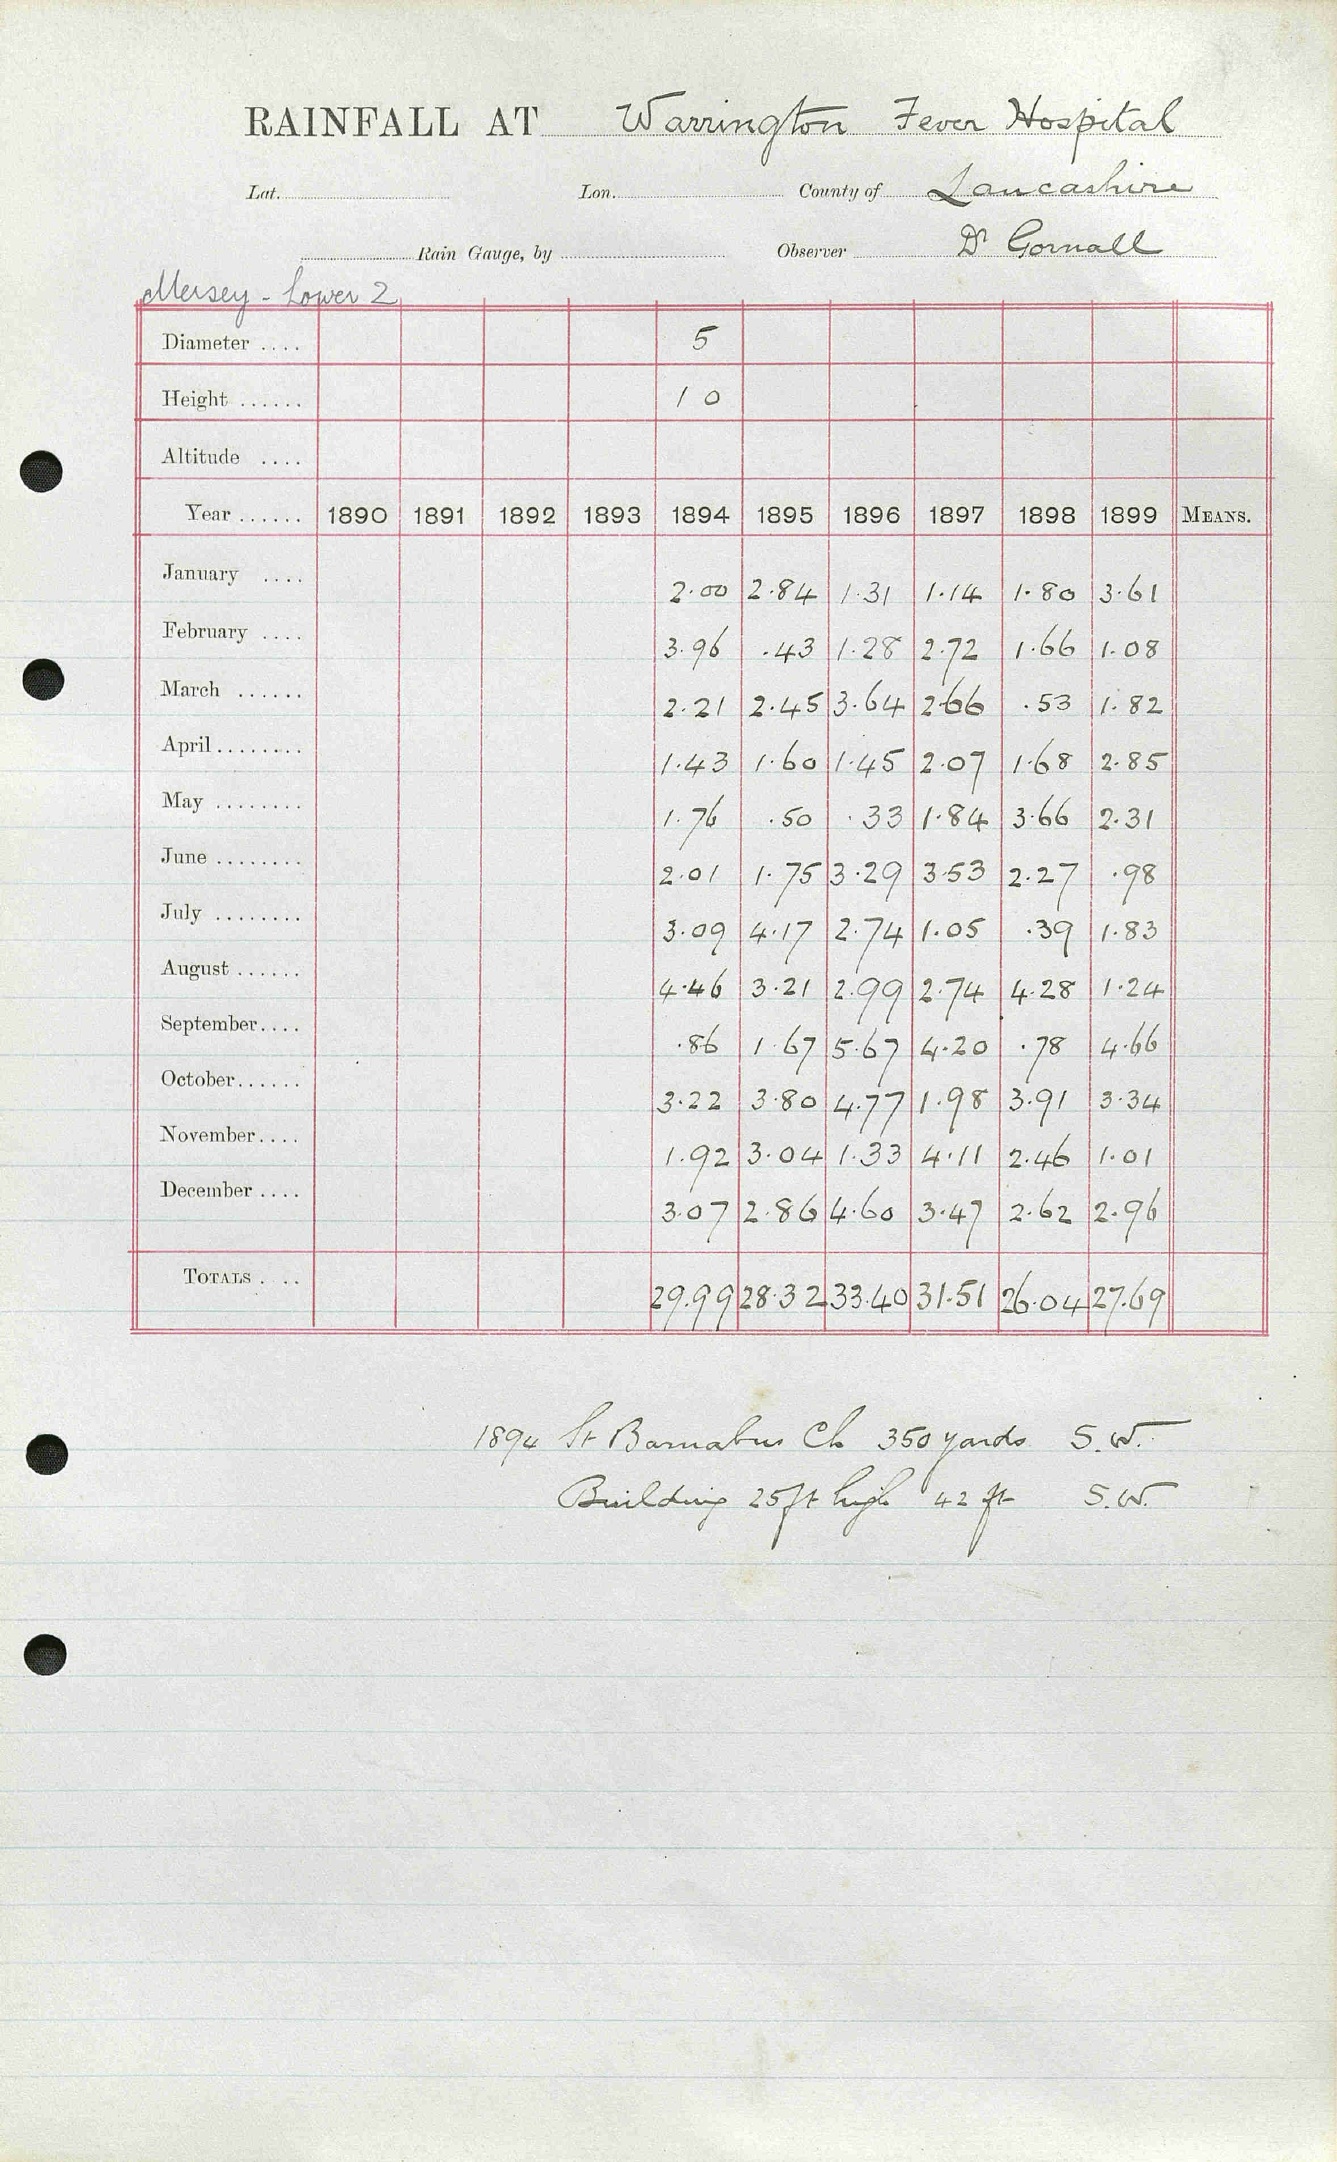 RAINFALL AT Warrington Fever Hospital
Lat. Lon. County of Lancashire
Rain Gauge, by Observer Dr Gornall
Mersey - Lower 2
Diameter .... 5
Height ...... 1 0
Altitude ....
Year ...... 1890 1891 1892 1893 1894 1895 1896 1897 1898 1899 MEANS.
January .... 2.00 2.84 1.31 1.14 1.80 3.61
February .... 3.96 .43 1.28 2.72 1.66 1.08
March ...... 2.21 2.45 3.64 2.66 .53 1.82
April ........ 1.43 1.60 1.45 2.07 1.68 2.85
May ........ 1.76 .50 .33 1.84 3.66 2.31
June ........ 2.01 1.75 3.29 3.53 2.27 .98
July ........ 3.09 4.17 2.74 1.05 .39 1.83
August ...... 4.46 3.21 2.99 2.74 4.28 1.24
September.... .86 1.67 5.67 4.20 .78 4.66
October...... 3.22 3.80 4.77 1.98 3.91 3.34
November.... 1.92 3.04 1.33 4.11 2.46 1.01
December .... 3.07 2.86 4.60 3.47 2.62 2.96
TOTALS . .. 29.99 28.32 33.40 31.51 26.04 27.69
1894 St Barnabus Ch 350 yards S.W.
Building 25ft high 42 ft S.W.